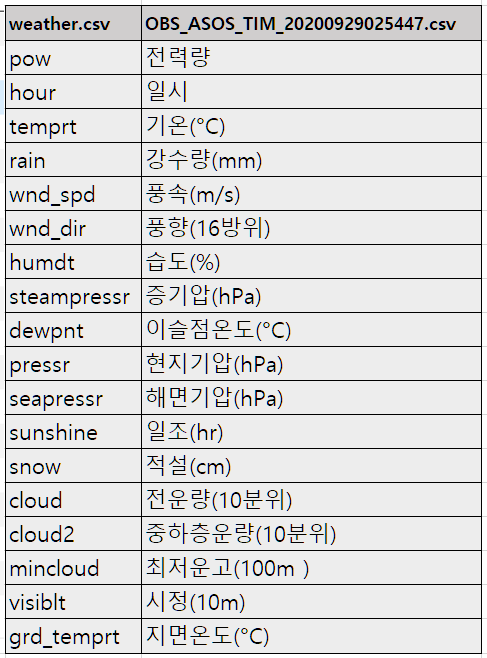 weather.csv OBS_ASOS_TIM_20200929025447.csv
pow 전력량
hour 일시
temprt 기온(°C)
rain 강수량(mm)
wnd_spd 풍속(m/s)
wnd_dir 풍향(16방위)
humdt 습도(%)
steampressr 증기압(hPa)
dewpnt 이슬점온도(°C)
pressr 현지기압(hPa)
seapressr 해면기압(hPa)
sunshine 일조(hr)
snow 적설(cm)
cloud 전운량(10분위)
cloud2 중하층운량(10분위)
mincloud 최저운고(100m )
visiblt 시정(10m)
grd_temprt 지면온도(°C)